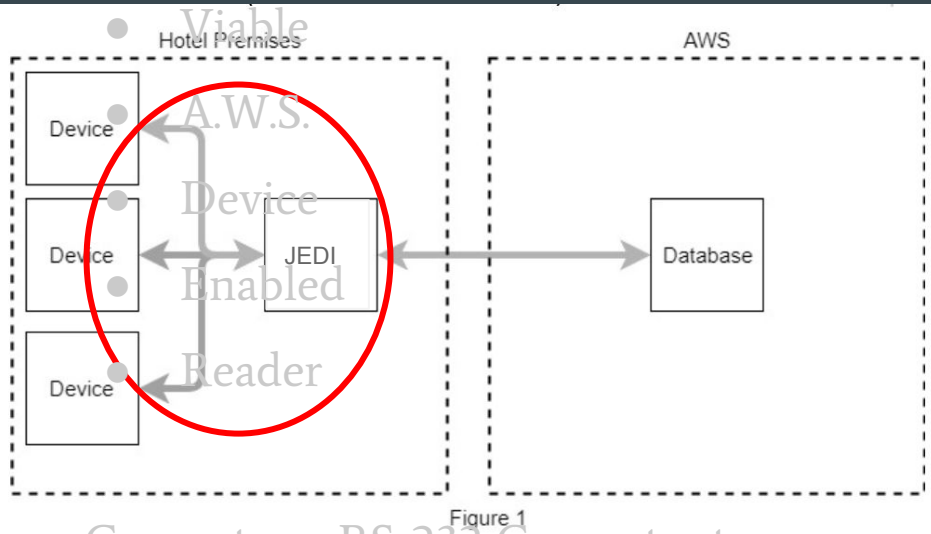 Viable
Hotel Premises
AWS
A.W.S.
Device
Device
Device
JEDI
Database
Enabled
Reader
Device
Figure 1